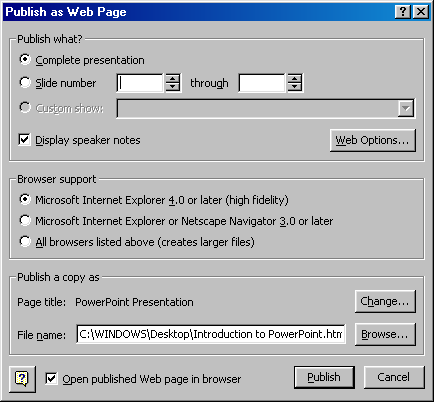 Publish as Web Page
Publish what?
Complete presentation
Slide number through
Custom show:
Display speaker notes Web Options...
Browser support
Microsoft Internet Explorer 4.0 or later (high fidelity)
Microsoft Internet Explorer or Netscape Navigator 3.0 or later
All browsers listed above (creates larger files)
Publish a copy as
Page title: PowerPoint Presentation Change...
File name: C:\WINDOWS\Desktop\Introduction to PowerPoint.htm Browse...
Open published Web page in browser Publish Cancel